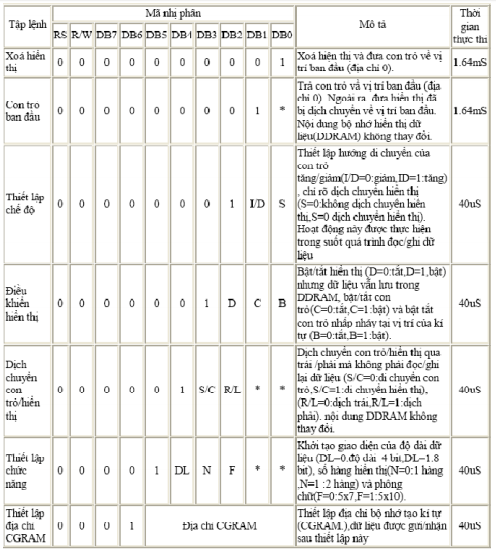 Tập lệnh
Mã nhị phân
Mô tả
Thời
gian
thực thi
RS R/W DB7 DB6 DB5 DB4 DB3 DB2 DB1 DB0
Xoá hiển
thị
0 0 0 0 0 0 0 0 0 1
Xoá hiện thị và đưa con trỏ về vị
trí ban đầu (địa chỉ 0).
1.64mS
Con trỏ
ban đầu
0 0 0 0 0 0 0 0 1 *
Trả con trỏ về vị trí ban đầu (địa
chỉ 0). Ngoài ra, đưa hiển thị đã
bị dịch chuyển về vị trí ban đầu.
Nội dung bộ nhớ hiển thị dữ
liệu(DDRAM) không thay đổi.
1.64mS
Thiết lập
chế độ
0 0 0 0 0 0 0 1 I/D S
Thiết lập hướng di chuyển của
con trỏ
tăng/giảm(I/D=0:giảm,ID=1:tăng)
, chỉ rõ dịch chuyển hiển thị
(S=0:không dịch chuyển hiển
thị,S=0 dịch chuyển hiển thị).
Hoạt động này được thực hiện
trong suốt quá trình đọc/ghi dữ
liệu
40uS
Điều
khiển
hiển thị
0 0 0 0 0 0 1 D C B
Bật/tắt hiển thị (D=0:tắt,D=1,bật)
nhưng dữ liệu vẫn lưu trong
DDRAM, bật/tắt con
trỏ(C=0:tắt,C=1:bật) và bật tắt
con trỏ nhấp nháy tại vị trí của kí
tự (B=0:tắt,B=1:bật).
40uS
Dịch
chuyển
con
trỏ/hiển
thị
0 0 0 0 0 1 S/C R/L * *
Dịch chuyển con trỏ/hiển thị qua
trái /phải mà không phải đọc/ghi
lại dữ liệu (S/C=0:di chuyển con
trỏ,S/C=1:di chuyển hiển thị),
(R/L=0:dịch trái,R/L=1:dịch
phải). nội dung DDRAM không
thay đổi.
40uS
Thiết lập
chức
năng
0 0 0 0 1 DL N F * *
Khởi tạo giao diện của độ dài dữ
liệu (DL=0:độ dài 4 bit,DL=1:8
bit), số hàng hiển thị(N=0:1 hàng
,N=1 :2 hàng) và phông
chữ(F=0:5x7,F=1:5x10).
40uS
Thiết lập
địa chỉ
CGRAM
0 0 0 1 Địa chỉ CGRAM
Thiết lập địa chỉ bộ nhớ tạo kí tự
(CGRAM.),dữ liệu được gửi/nhận
sau thiết lập này
40uS